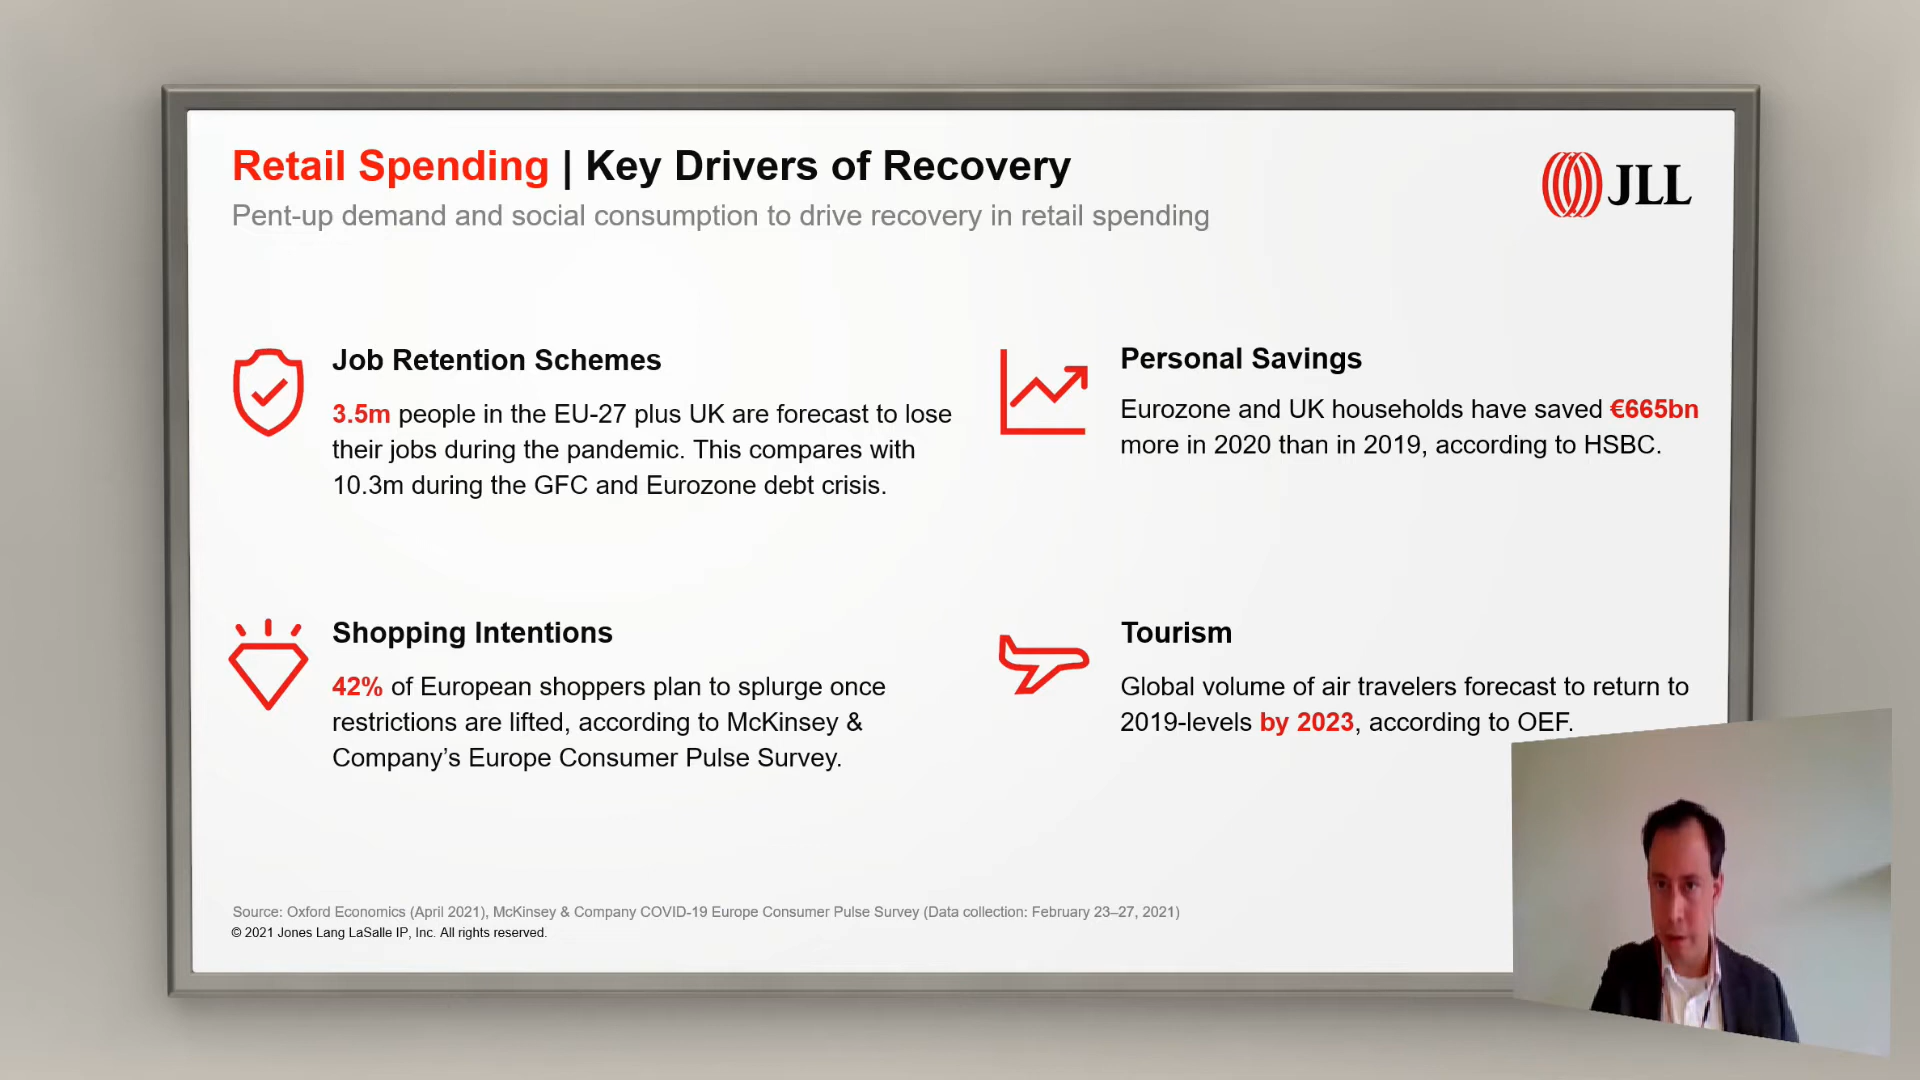 Retail Spending | Key Drivers of Recovery
Pent-up demand and social consumption to drive recovery in retail spending
JLL
Job Retention Schemes
3.5m people in the EU-27 plus UK are forecast to lose
their jobs during the pandemic. This compares with
10.3m during the GFC and Eurozone debt crisis.
Personal Savings
Eurozone and UK households have saved €665bn
more in 2020 than in 2019, according to HSBC.
Shopping Intentions
42% of European shoppers plan to splurge once
restrictions are lifted, according to McKinsey &
Company’s Europe Consumer Pulse Survey.
Tourism
Global volume of air travelers forecast to return to
2019-levels by 2023, according to OEF.
Source: Oxford Economics (April 2021), McKinsey & Company COVID-19 Europe Consumer Pulse Survey (Data collection: February 23–27, 2021)
© 2021 Jones Lang LaSalle IP, Inc. All rights reserved.